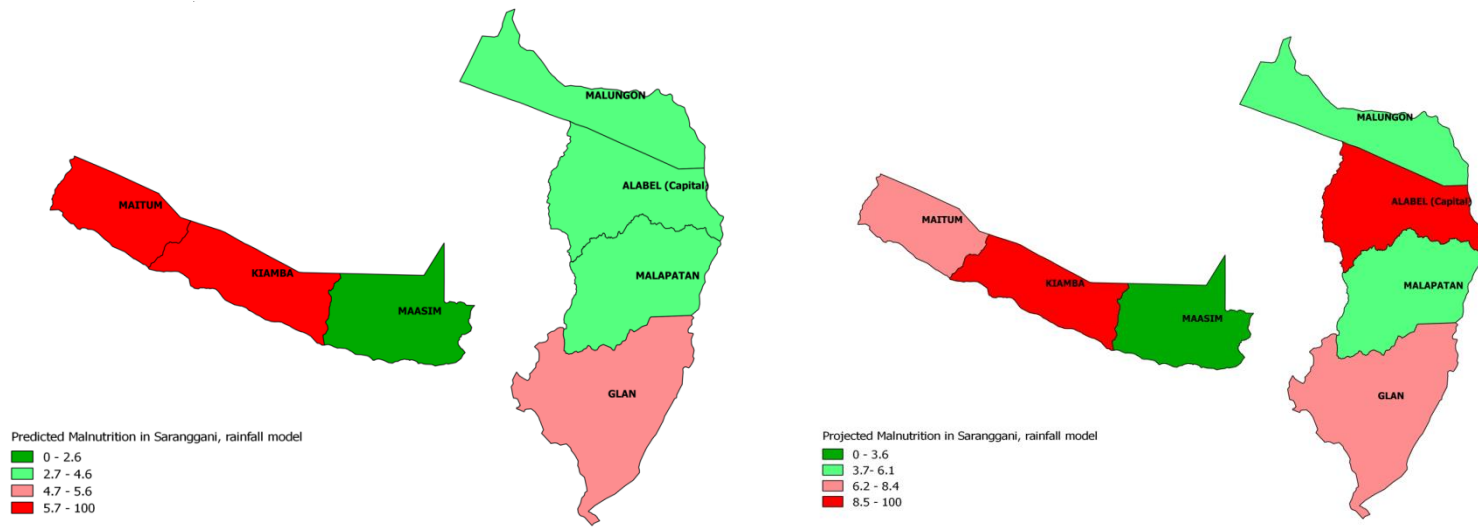 MALUNGON
ALABEL (Capital)
MAITUM
KIAMBA
MALAPATAN
MAASIM
GLAN
Predicted Malnutrition in Saranggani, rainfall model
0 - 2.6
2.7 - 4.6
4.7 - 5.6
5.7 - 100
MALUNGON
ALABEL (Capital)
MAITUM
KIAMBA
MALAPATAN
MAASIM
GLAN
Projected Malnutrition in Saranggani, rainfall model
0 - 3.6
3.7- 6.1
6.2 - 8.4
8.5 - 100